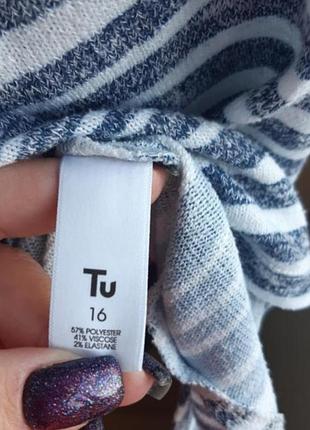 Tu
16
57% POLYESTER
41% VISCOSE
2% ELASTANE